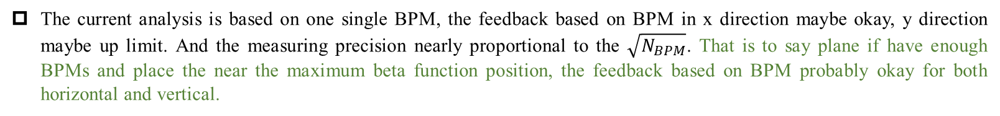 The current analysis is based on one single BPM, the feedback based on BPM in x direction maybe okay, y direction
maybe up limit. And the measuring precision nearly proportional to the √N_BPM. That is to say plane if have enough
BPMs and place the near the maximum beta function position, the feedback based on BPM probably okay for both
horizontal and vertical.